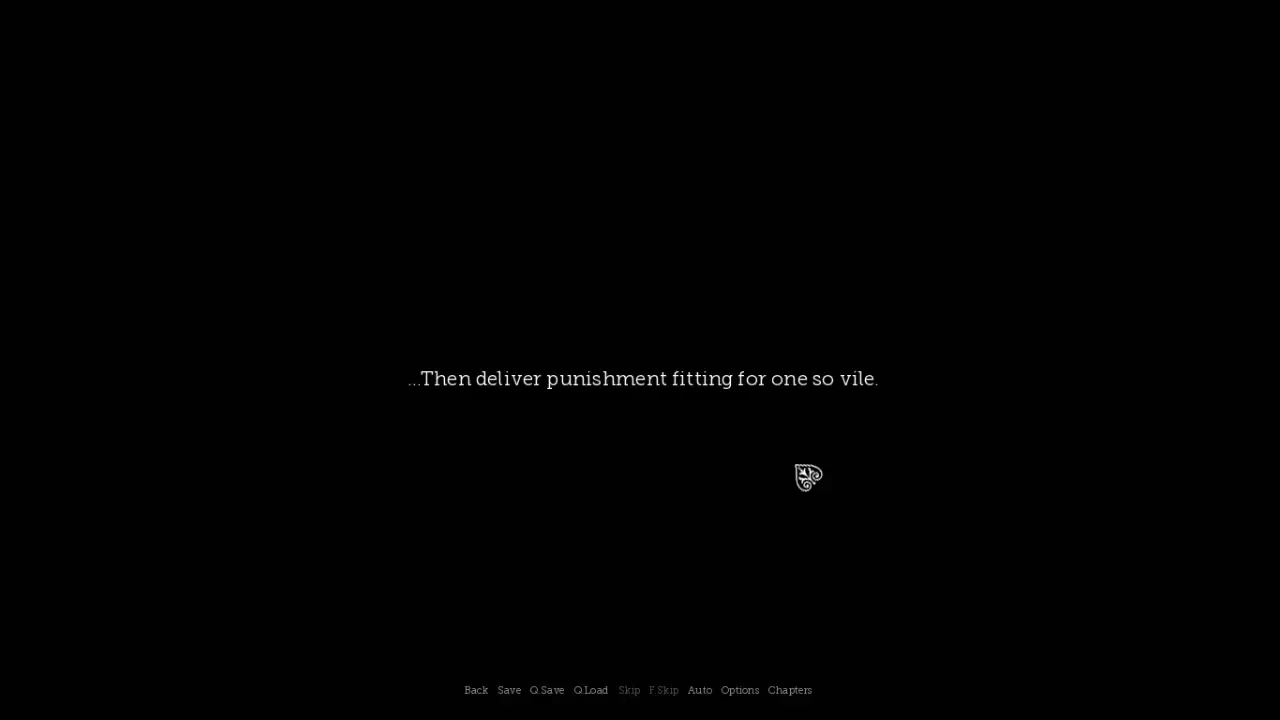 ...Then deliver punishment fitting for one so vile.
Back Save Q.Save Q.Load Skip F.Skip Auto Options Chapters